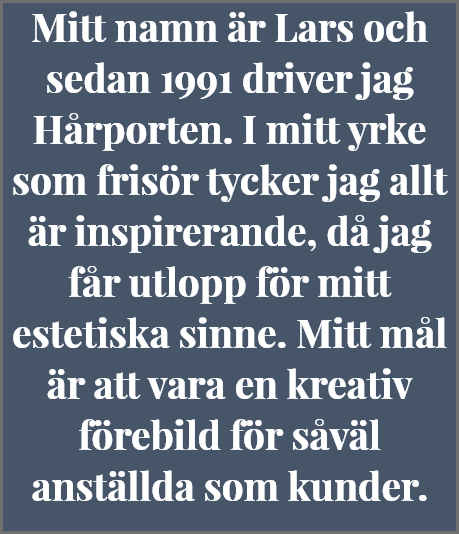 Mitt namn är Lars och
sedan 1991 driver jag
Hårporten. I mitt yrke
som frisör tycker jag allt
är inspirerande, då jag
får utlopp för mitt
estetiska sinne. Mitt mål
är att vara en kreativ
förebild för såväl
anställda som kunder.